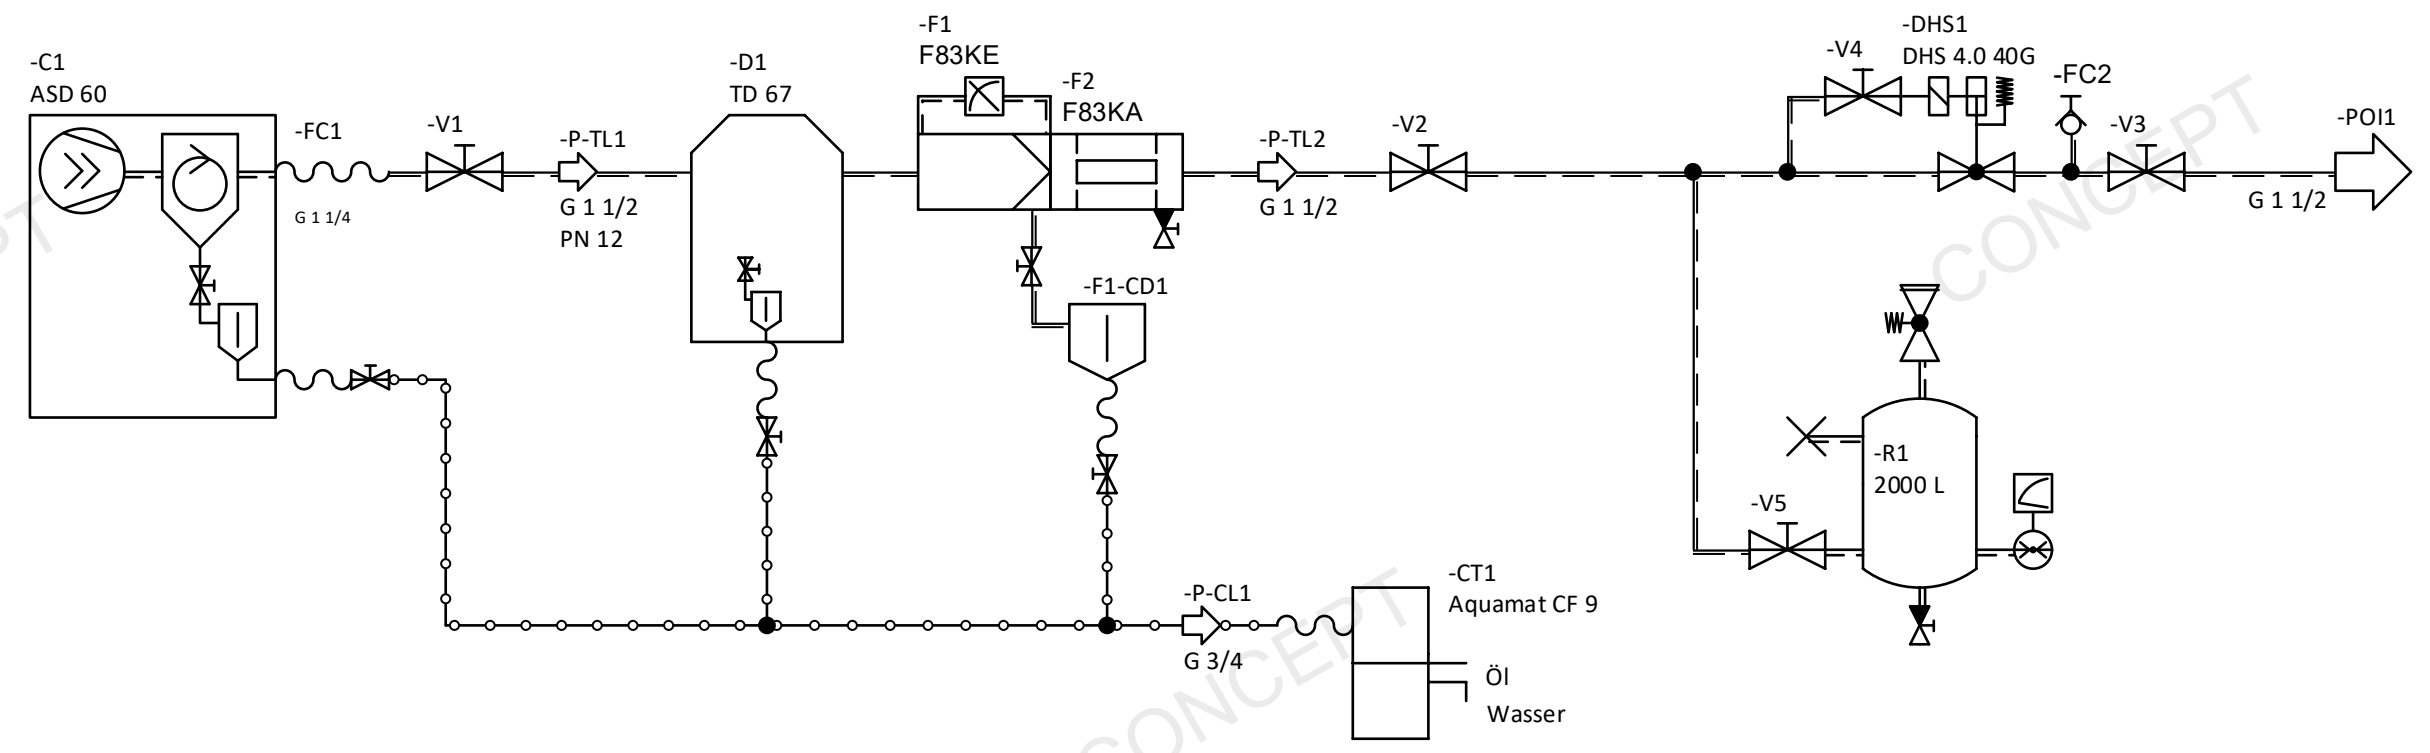 -C1
ASD 60
-FC1
G 1 1/4
-V1
-P-TL1
G 1 1/2
PN 12
-D1
TD 67
-F1
F83KE
-F2
F83KA
-F1-CD1
-P-TL2
G 1 1/2
-V2
-V4
-DHS1
DHS 4.0 40G
-FC2
-V3
-POI1
G 1 1/2
-R1
2000 L
-V5
-P-CL1
G 3/4
-CT1
Aquamat CF 9
Öl
Wasser
CONCEPT
CONCEPT
PT